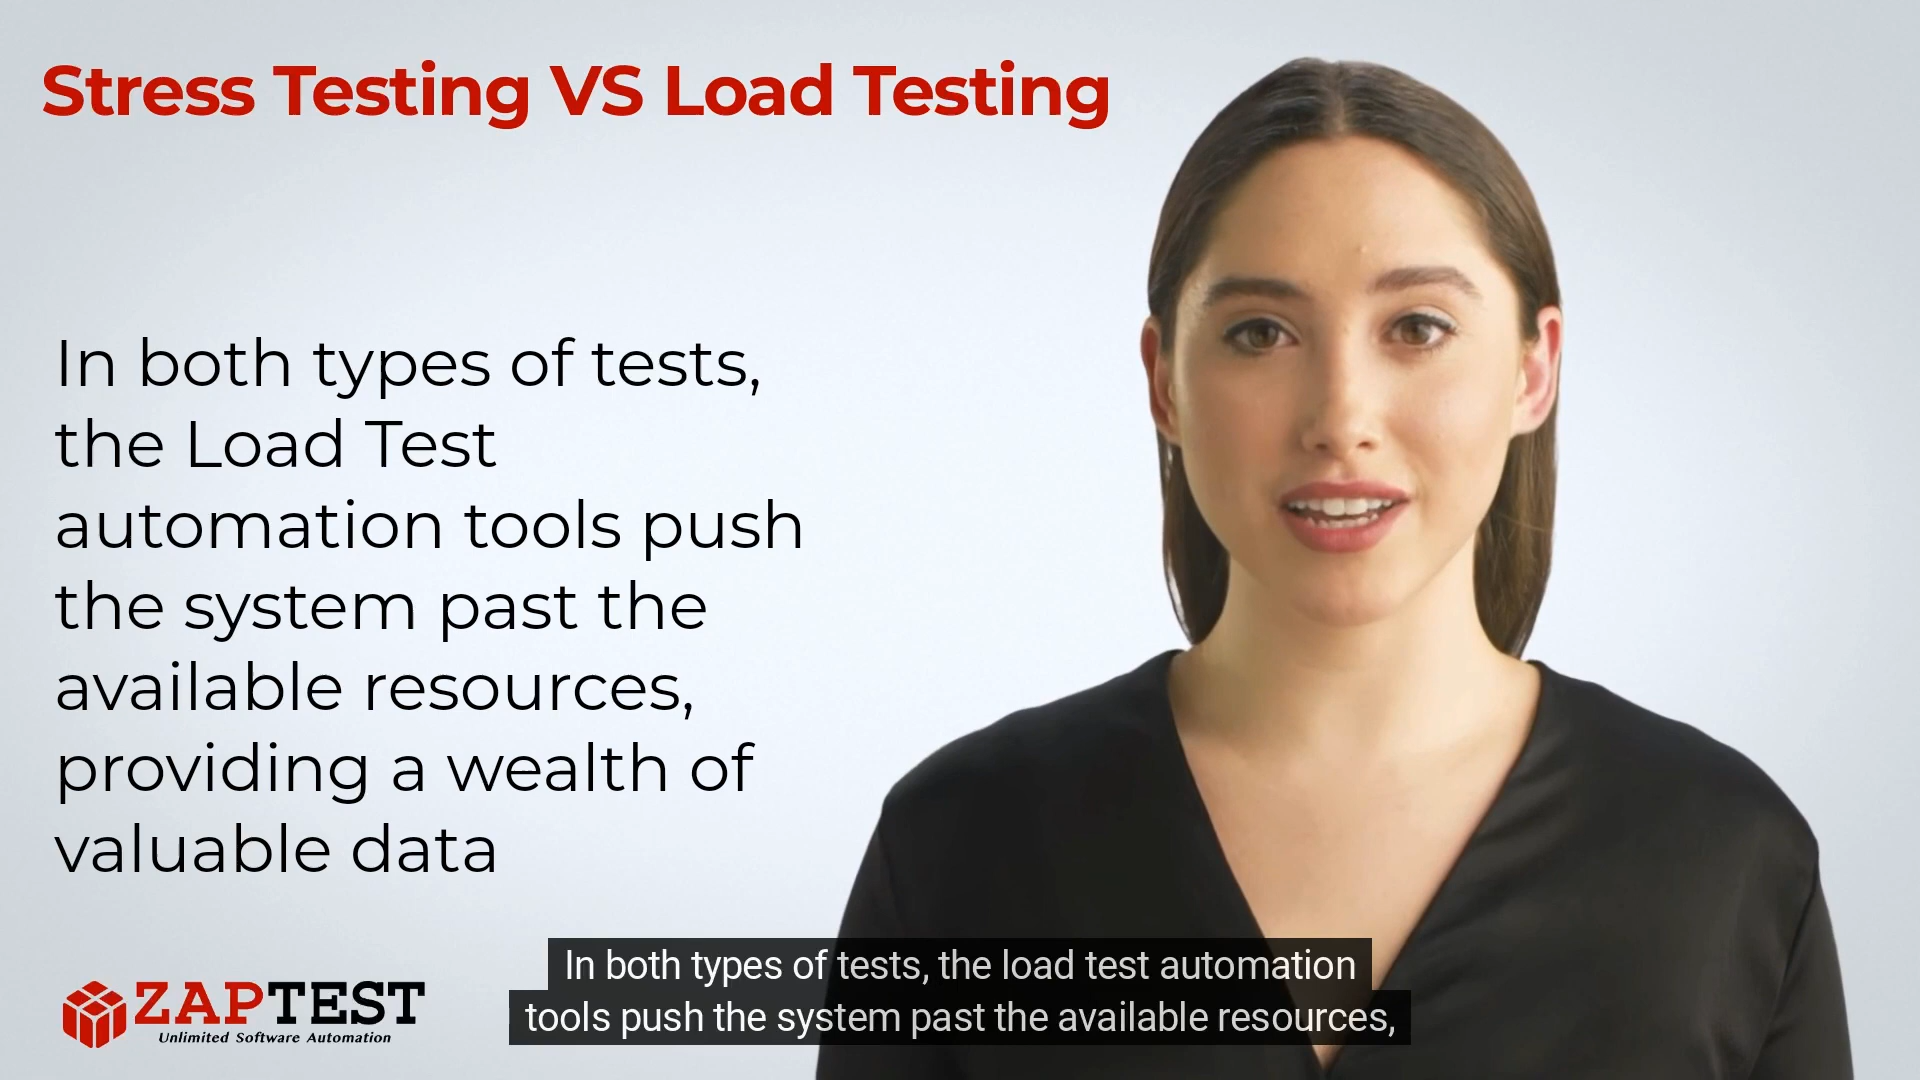 Stress Testing VS Load Testing
In both types of tests,
the Load Test
automation tools push
the system past the
available resources,
providing a wealth of
valuable data
ZAPTEST
Unlimited Software Automation
In both types of tests, the load test automation
tools push the system past the available resources,